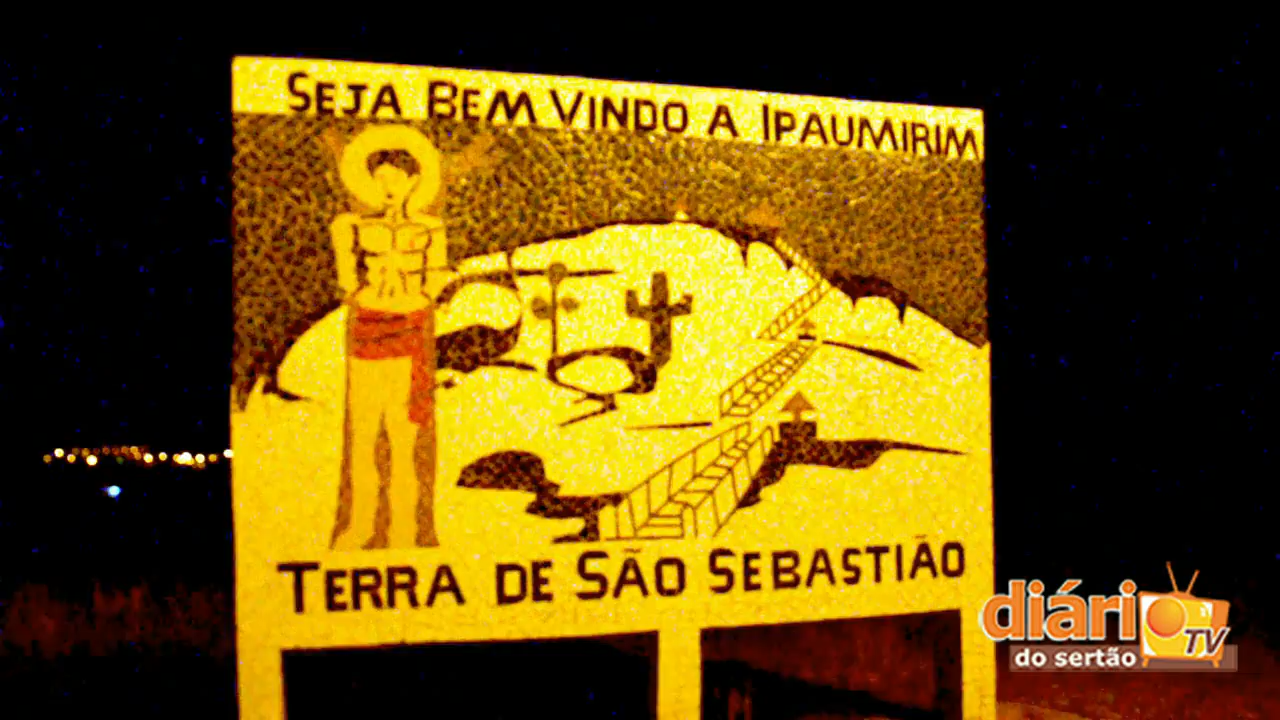 SEJA BEM VINDO A IPAUMIRIM
TERRA DE SÃO SEBASTIÃO
diário
TV
do sertão